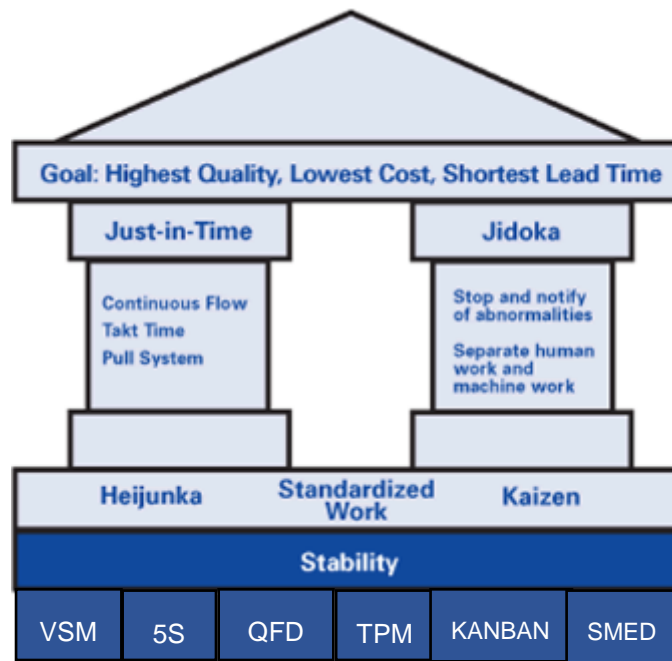 Goal: Highest Quality, Lowest Cost, Shortest Lead Time
Just-in-Time
Continuous Flow
Takt Time
Pull System
Jidoka
Stop and notify
of abnormalities
Separate human
work and
machine work
Heijunka
Standardized
Work
Kaizen
Stability
VSM
5S
QFD
TPM
KANBAN
SMED